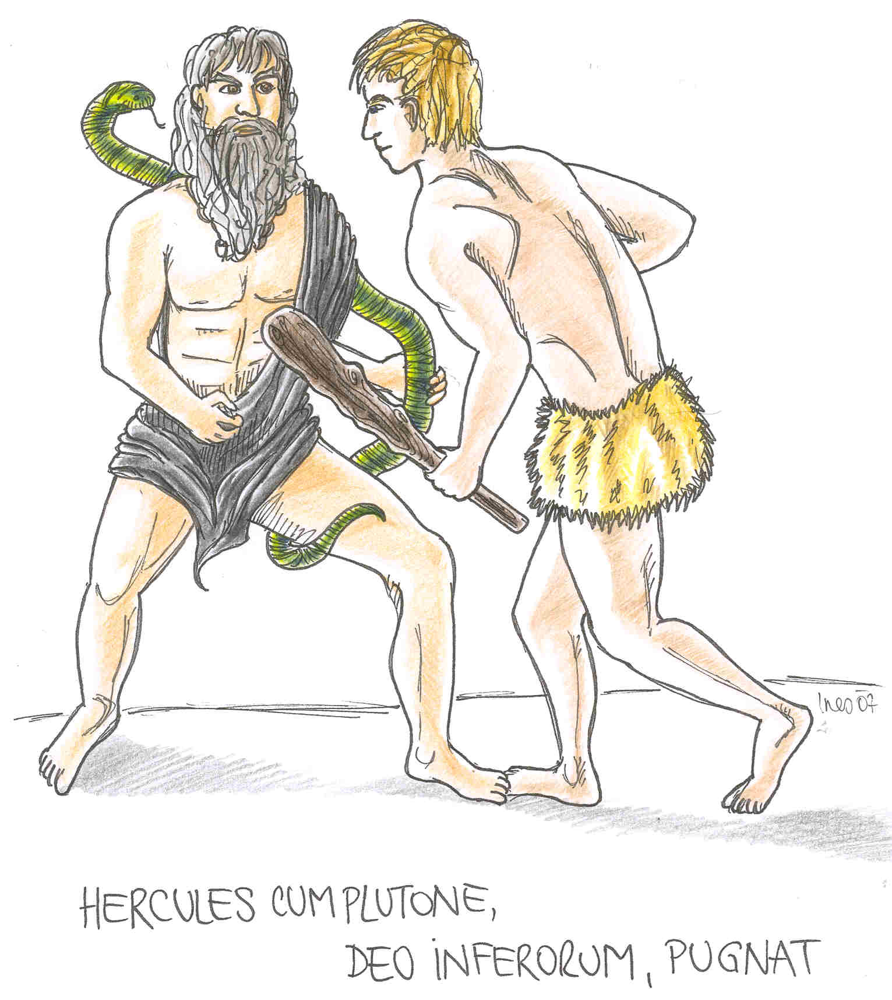 Ines 07
HERCULES CUM PLUTONE,
DEO INFERORUM, PUGNAT